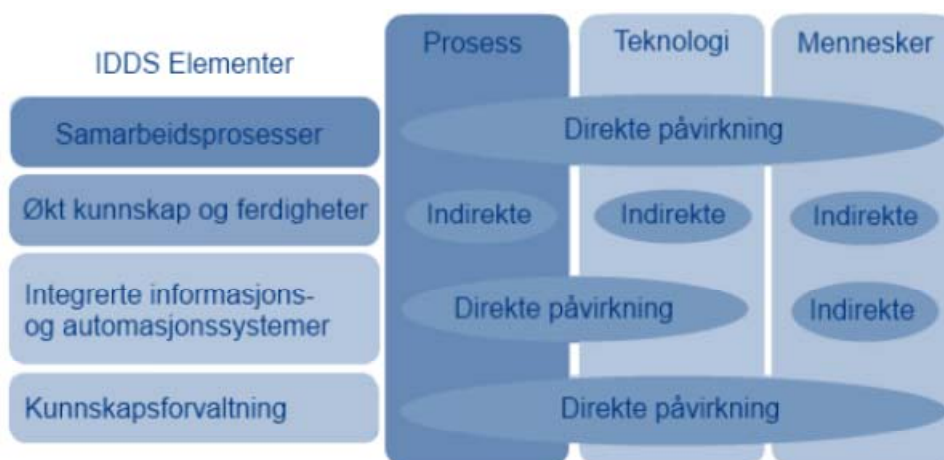 IDDS Elementer
Prosess
Teknologi
Mennesker
Samarbeidsprosesser
Direkte påvirkning
Økt kunnskap og ferdigheter
Indirekte
Indirekte
Indirekte
Integrerte informasjons-
og automasjonssystemer
Direkte påvirkning
Indirekte
Kunnskapsforvaltning
Direkte påvirkning